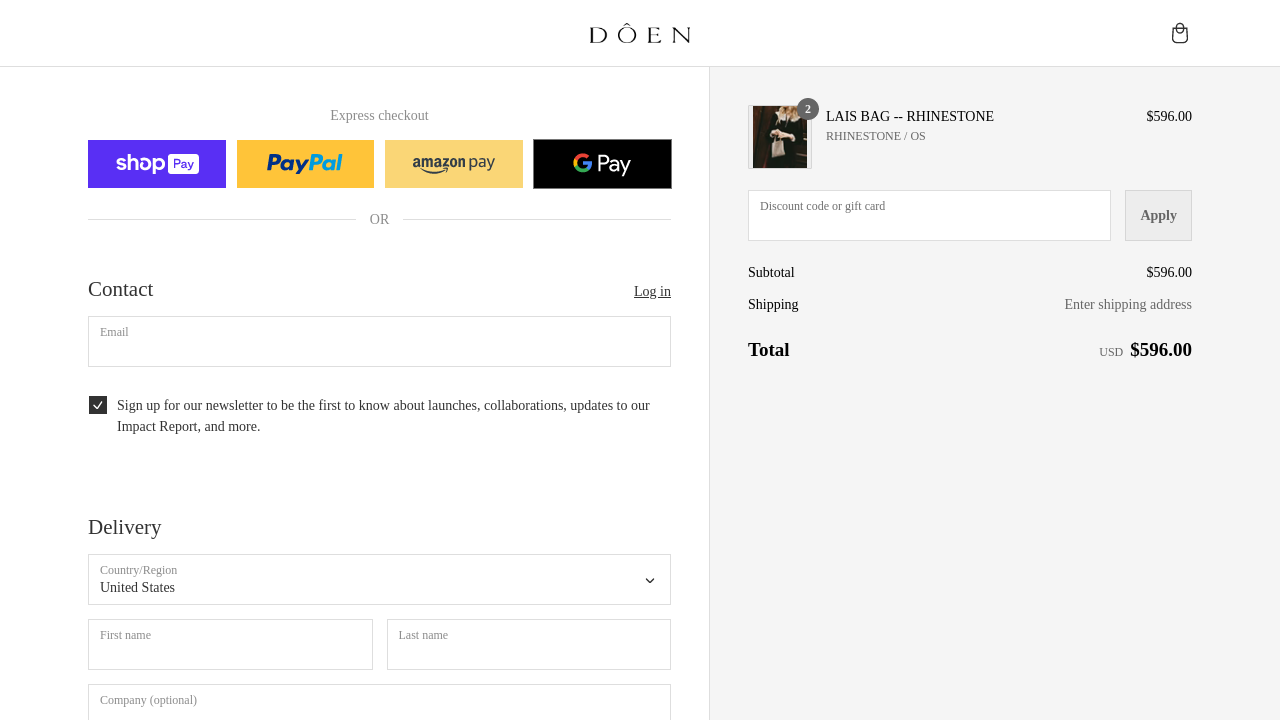 DÔEN
Express checkout
shop Pay
PayPal
amazon pay
G Pay
OR
Contact
Log in
Email
Sign up for our newsletter to be the first to know about launches, collaborations, updates to our
Impact Report, and more.
Delivery
Country/Region
United States
First name
Last name
Company (optional)
2
LAIS BAG -- RHINESTONE
$596.00
RHINESTONE / OS
Discount code or gift card
Apply
Subtotal
$596.00
Shipping
Enter shipping address
Total
USD $596.00